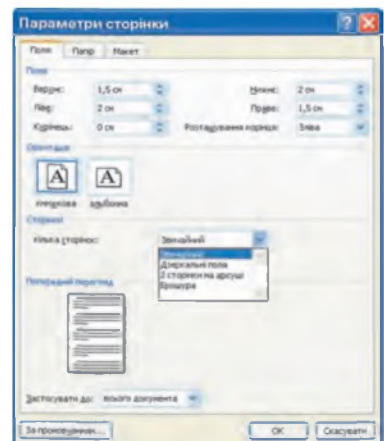 Параметри сторінки
Поля Папір Макет
Поля
Верхнє: 1,5 см Нижнє: 2 см
Ліве: 2 см Праве: 1,5 см
Корінець: 0 см Розташування корінця: Зліва
Орієнтація
книжкова альбомна
Сторінки
кілька сторінок: Звичайний
Звичайний
Дзеркальні поля
2 сторінки на аркуші
Брошура
Попередній перегляд
Застосувати до: всього документа
За промовчанням... ОК Скасувати